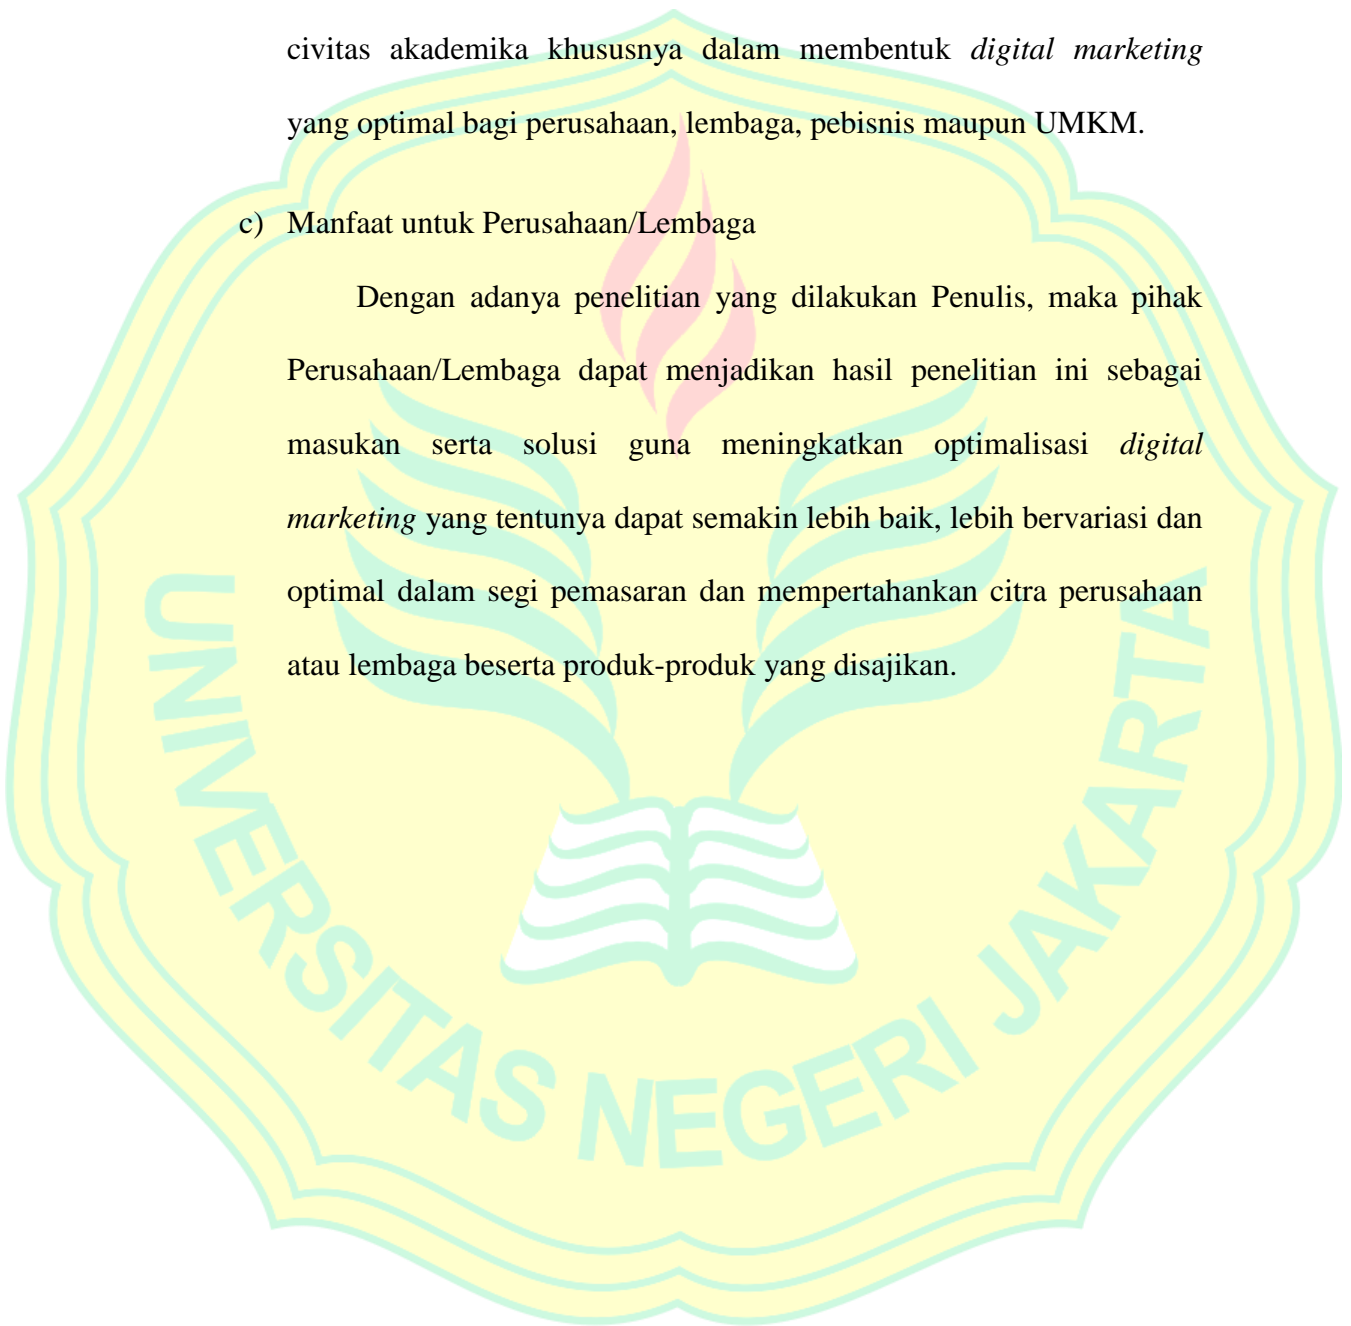 civitas akademika khususnya dalam membentuk digital marketing
yang optimal bagi perusahaan, lembaga, pebisnis maupun UMKM.
c) Manfaat untuk Perusahaan/Lembaga
Dengan adanya penelitian yang dilakukan Penulis, maka pihak
Perusahaan/Lembaga dapat menjadikan hasil penelitian ini sebagai
masukan serta solusi guna meningkatkan optimalisasi digital
marketing yang tentunya dapat semakin lebih baik, lebih bervariasi dan
optimal dalam segi pemasaran dan mempertahankan citra perusahaan
atau lembaga beserta produk-produk yang disajikan.
UNIVERSITAS NEGERI JAKARTA